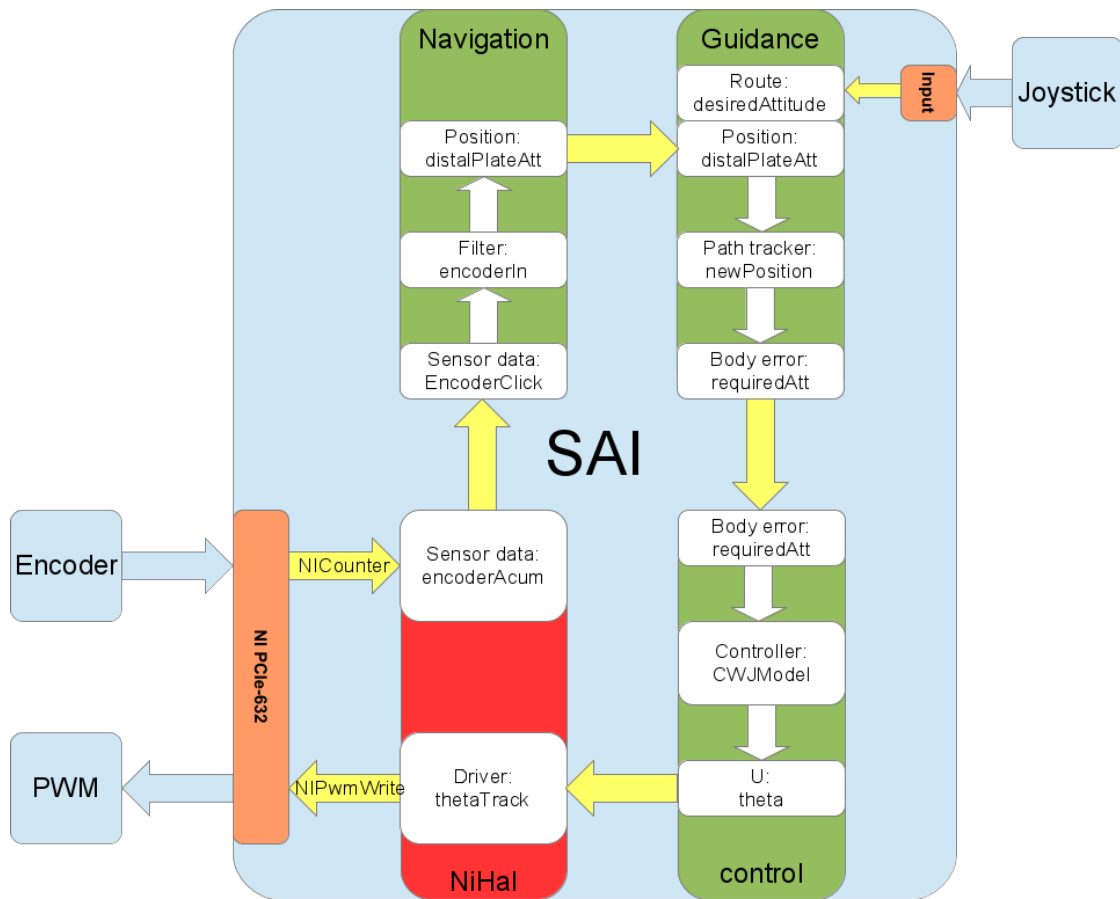 Navigation
Guidance
Route:
desiredAttitude
Input
Joystick
Position:
distalPlateAtt
Position:
distalPlateAtt
Filter:
encoderIn
Path tracker:
newPosition
Sensor data:
EncoderClick
Body error:
requiredAtt
SAI
Encoder
NICounter
Sensor data:
encoderAcum
Body error:
requiredAtt
NI PCIe-632
Controller:
CWJModel
PWM
NIPwmWrite
Driver:
thetaTrack
U:
theta
NiHal
control